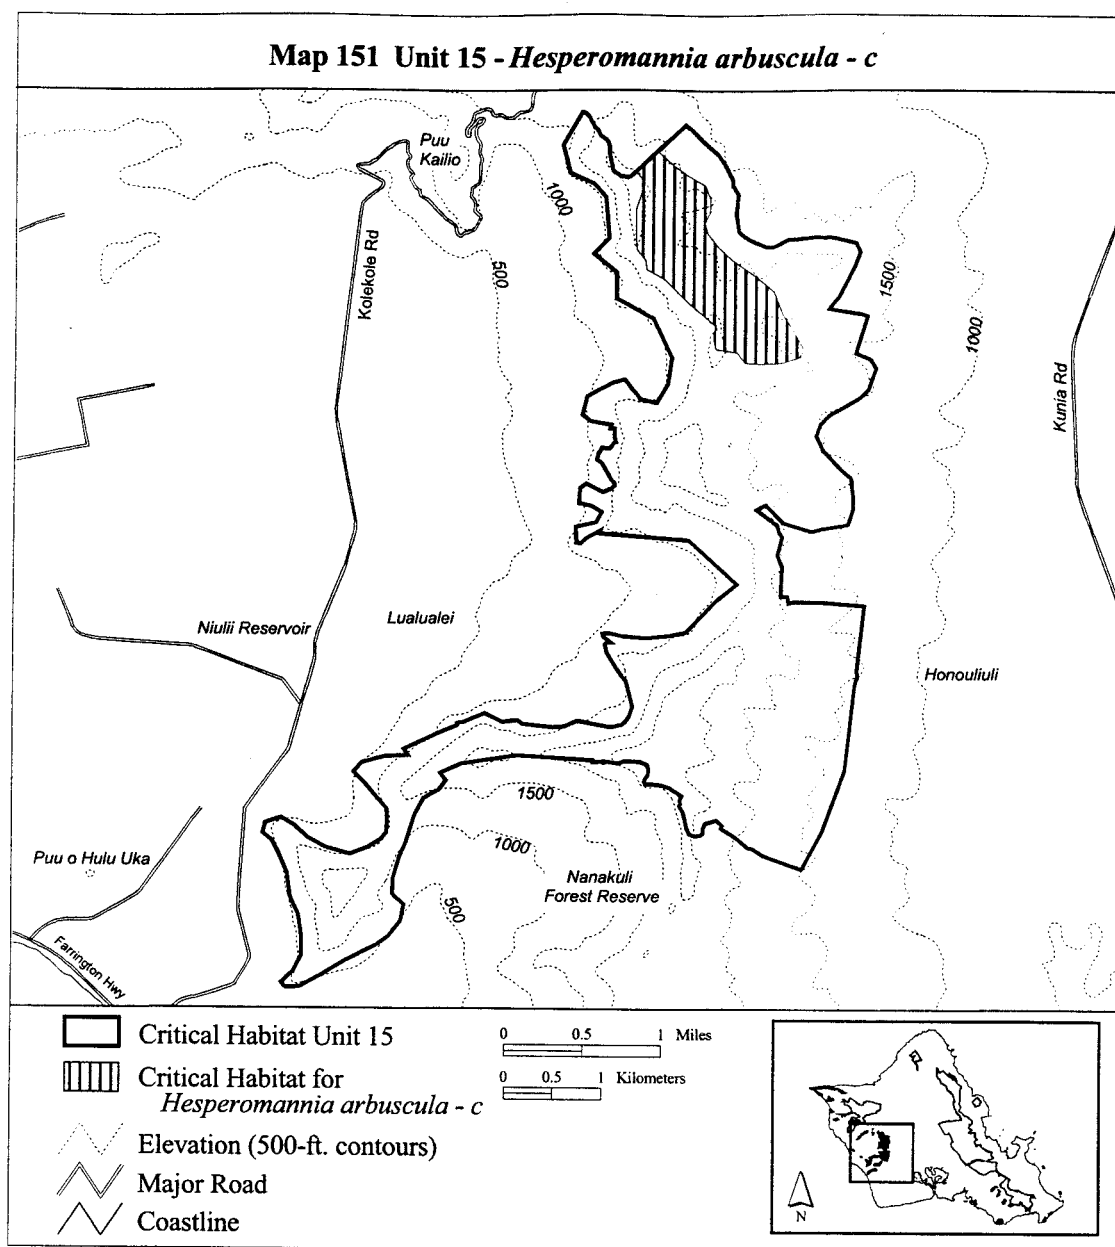 Map 151 Unit 15 - Hesperomannia arbuscula - c
Puu
Kailio
1000
Kolekole Rd
500
1500
1000
Kunia Rd
Niulii Reservoir
Lualualei
Honouliuli
1500
1000
Puu o Hulu Uka
Nanakuli
Forest Reserve
500
Farrington Hwy
Critical Habitat Unit 15
Critical Habitat for
Hesperomannia arbuscula - c
Elevation (500-ft. contours)
Major Road
Coastline
0 0.5 1 Miles
0 0.5 1 Kilometers
N